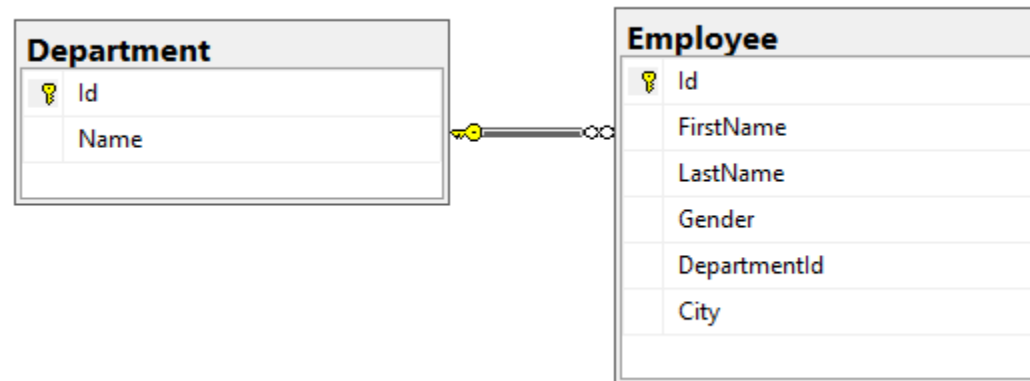 Department
Id
Name
Employee
Id
FirstName
LastName
Gender
DepartmentId
City